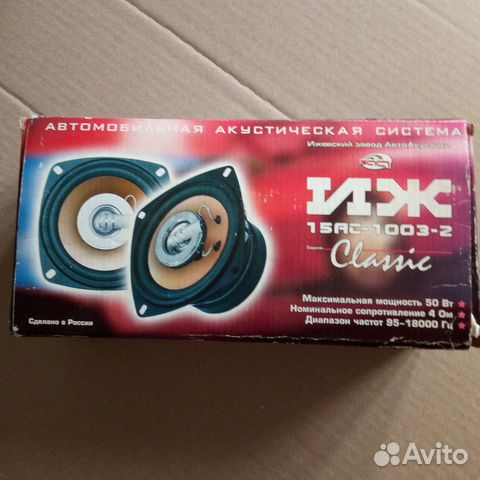 АВТОМОБИЛЬНАЯ АКУСТИЧЕСКАЯ СИСТЕМА
Ижевский завод АвтоАкустики
ИЖ
15АС-1003-2
Серия
Classic
Максимальная мощность 50 Вт
Номинальное сопротивление 4 Ом
Диапазон частот 95-18000 Гц
Сделано в России
Avito